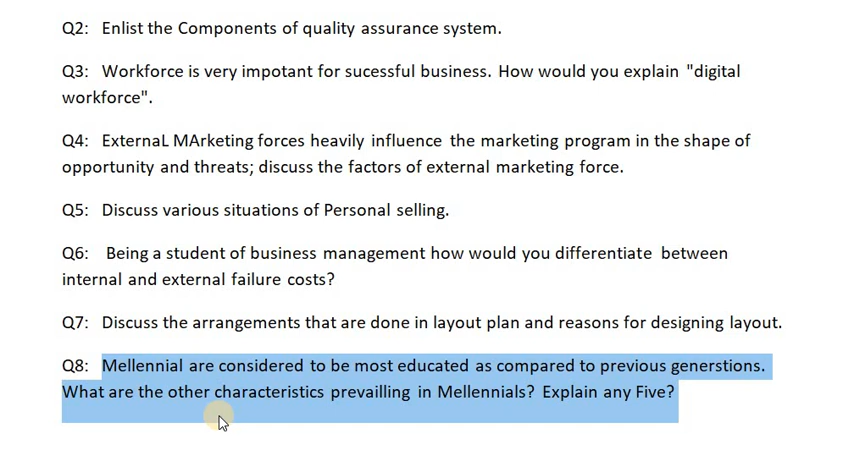 Q2: Enlist the Components of quality assurance system.
Q3: Workforce is very impotant for sucessful business. How would you explain "digital
workforce".
Q4: ExternaL MArketing forces heavily influence the marketing program in the shape of
opportunity and threats; discuss the factors of external marketing force.
Q5: Discuss various situations of Personal selling.
Q6: Being a student of business management how would you differentiate between
internal and external failure costs?
Q7: Discuss the arrangements that are done in layout plan and reasons for designing layout.
Q8: Mellennial are considered to be most educated as compared to previous generstions.
What are the other characteristics prevailling in Mellennials? Explain any Five?